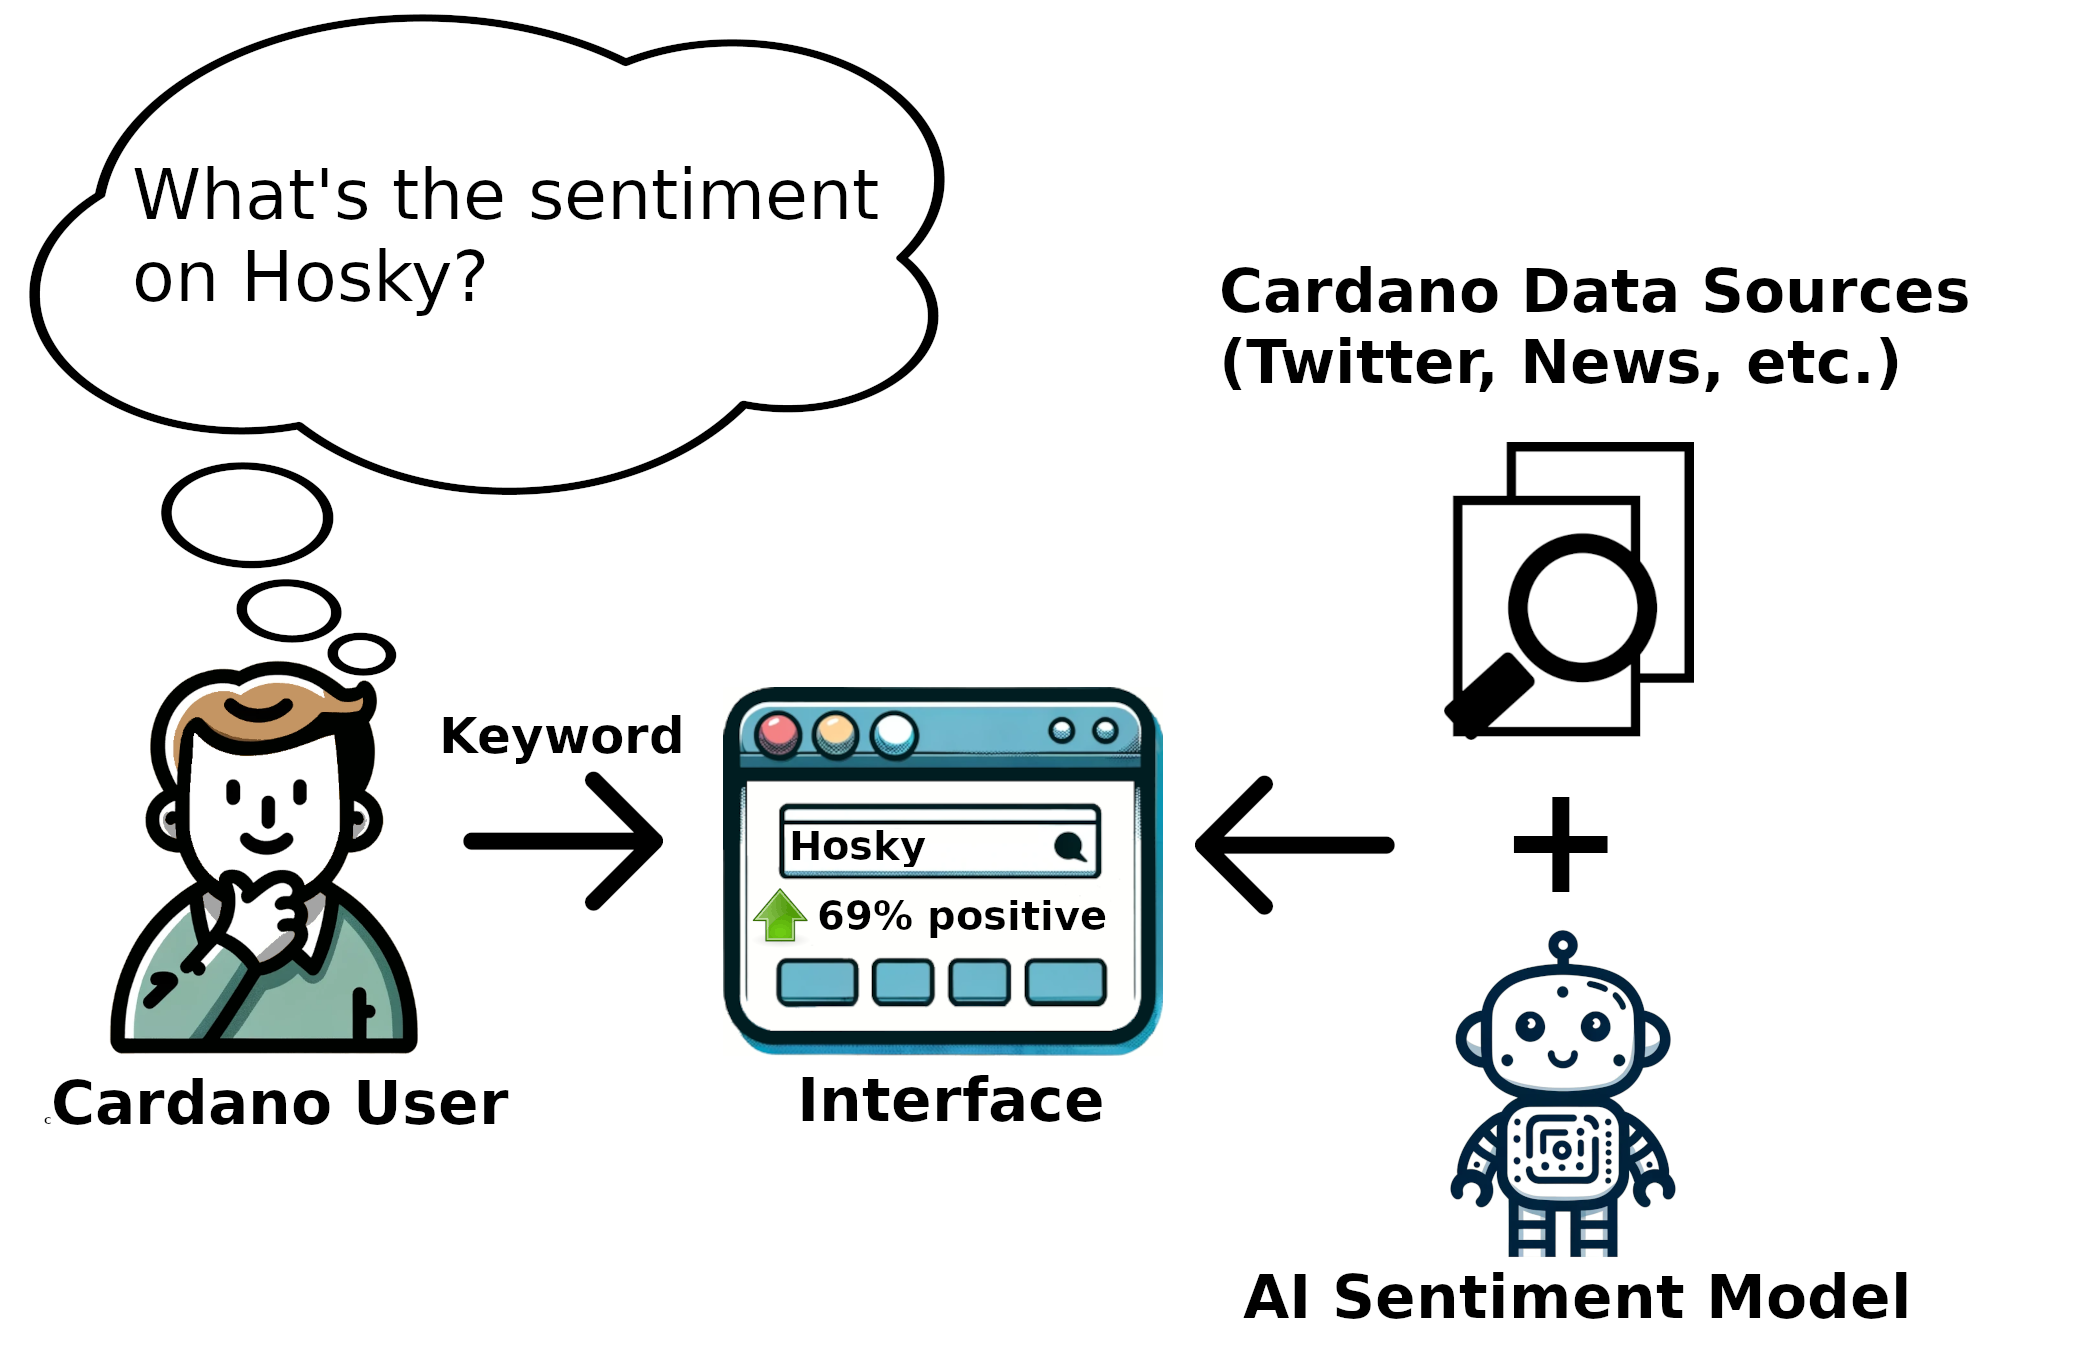 What's the sentiment
on Hosky?
Cardano Data Sources
(Twitter, News, etc.)
Keyword
Hosky
69% positive
c
Cardano User
Interface
AI Sentiment Model